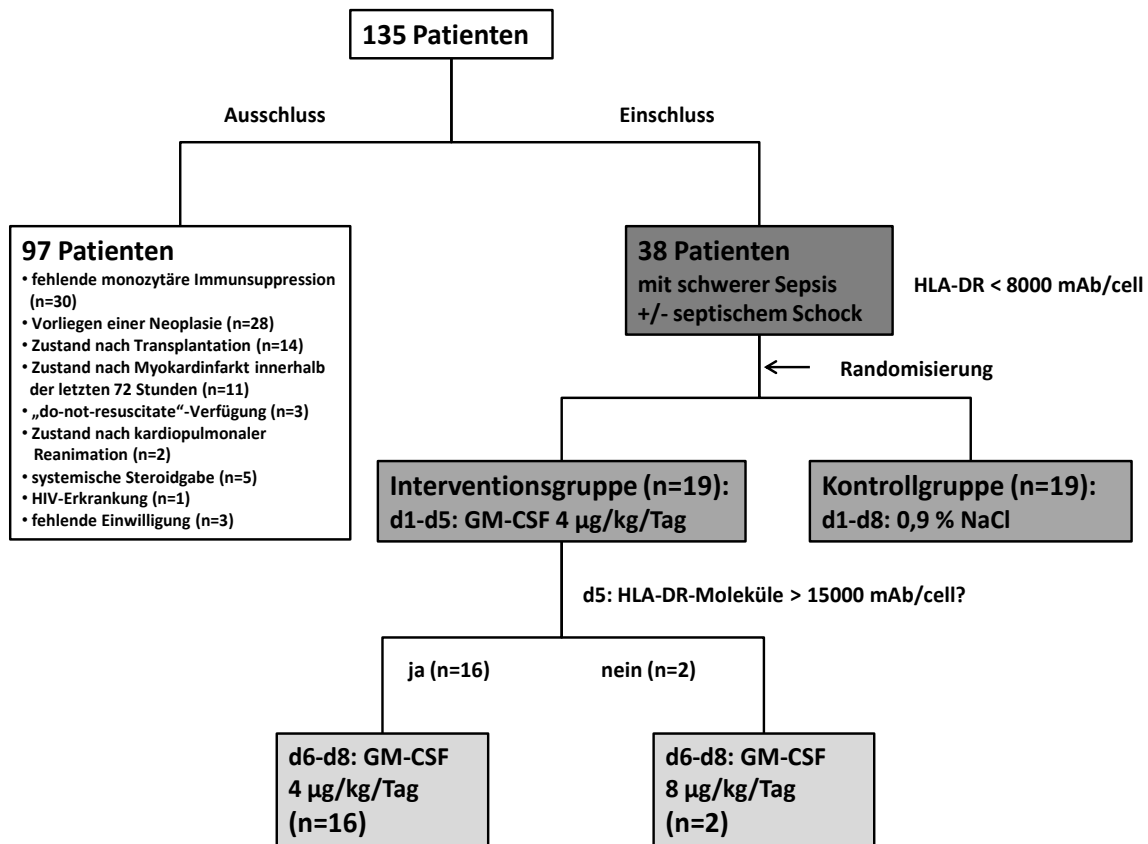 135 Patienten
Ausschluss
Einschluss
97 Patienten
• fehlende monozytäre Immunsuppression
(n=30)
• Vorliegen einer Neoplasie (n=28)
• Zustand nach Transplantation (n=14)
• Zustand nach Myokardinfarkt innerhalb
der letzten 72 Stunden (n=11)
• „do-not-resuscitate“-Verfügung (n=3)
• Zustand nach kardiopulmonaler
Reanimation (n=2)
• systemische Steroidgabe (n=5)
• HIV-Erkrankung (n=1)
• fehlende Einwilligung (n=3)
38 Patienten
mit schwerer Sepsis
+/- septischem Schock
HLA-DR < 8000 mAb/cell
Randomisierung
Interventionsgruppe (n=19):
d1-d5: GM-CSF 4 µg/kg/Tag
Kontrollgruppe (n=19):
d1-d8: 0,9 % NaCl
d5: HLA-DR-Moleküle > 15000 mAb/cell?
ja (n=16)
nein (n=2)
d6-d8: GM-CSF
4 µg/kg/Tag
(n=16)
d6-d8: GM-CSF
8 µg/kg/Tag
(n=2)